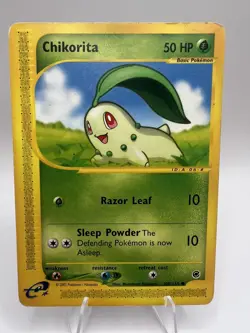 Chikorita 50 HP
Basic Pokémon
Razor Leaf 10
Sleep Powder The
Defending Pokémon is now 10
Asleep.
weakness resistance retreat cost
e